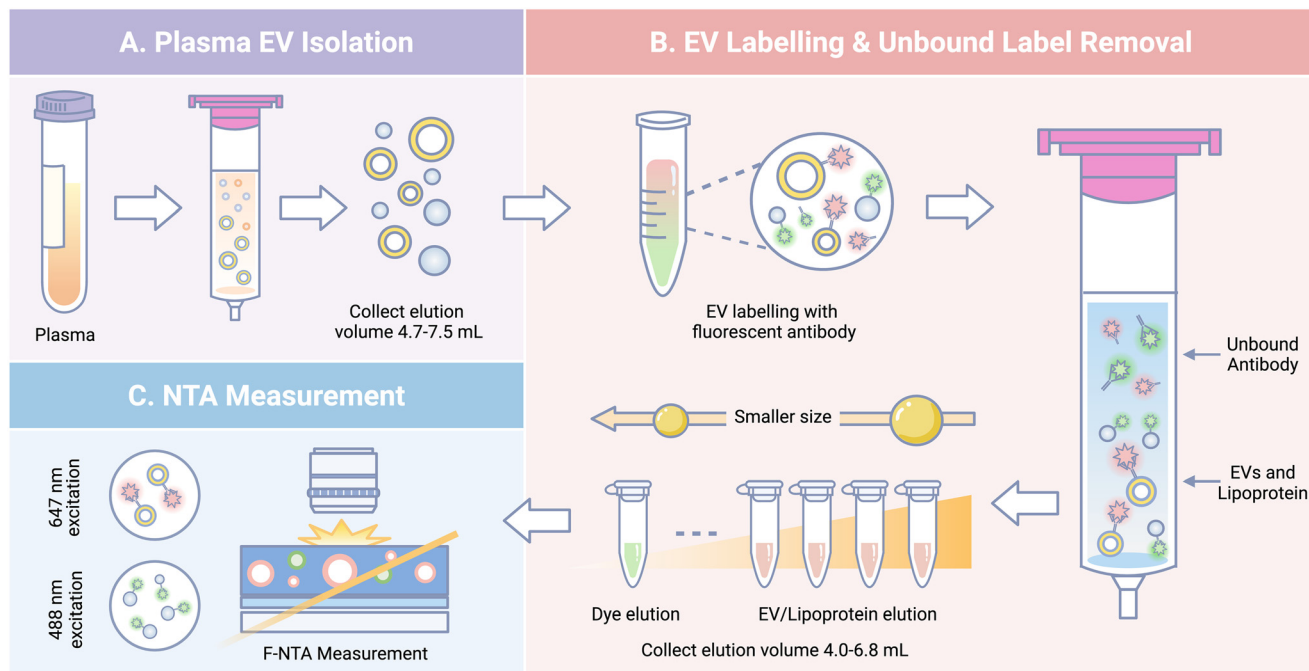 A. Plasma EV Isolation
Plasma
Collect elution
volume 4.7-7.5 mL
B. EV Labelling & Unbound Label Removal
EV labelling with
fluorescent antibody
Unbound
Antibody
EVs and
Lipoprotein
Smaller size
Dye elution
EV/Lipoprotein elution
Collect elution volume 4.0-6.8 mL
C. NTA Measurement
647 nm
excitation
488 nm
excitation
F-NTA Measurement